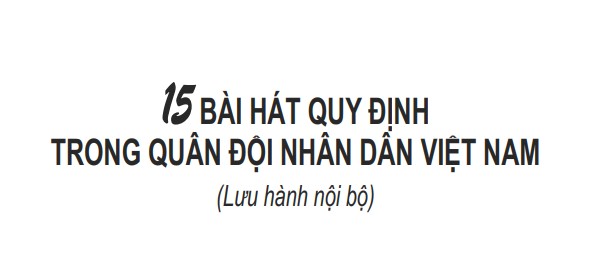 15 BÀI HÁT QUY ĐỊNH
TRONG QUÂN ĐỘI NHÂN DÂN VIỆT NAM
(Lưu hành nội bộ)